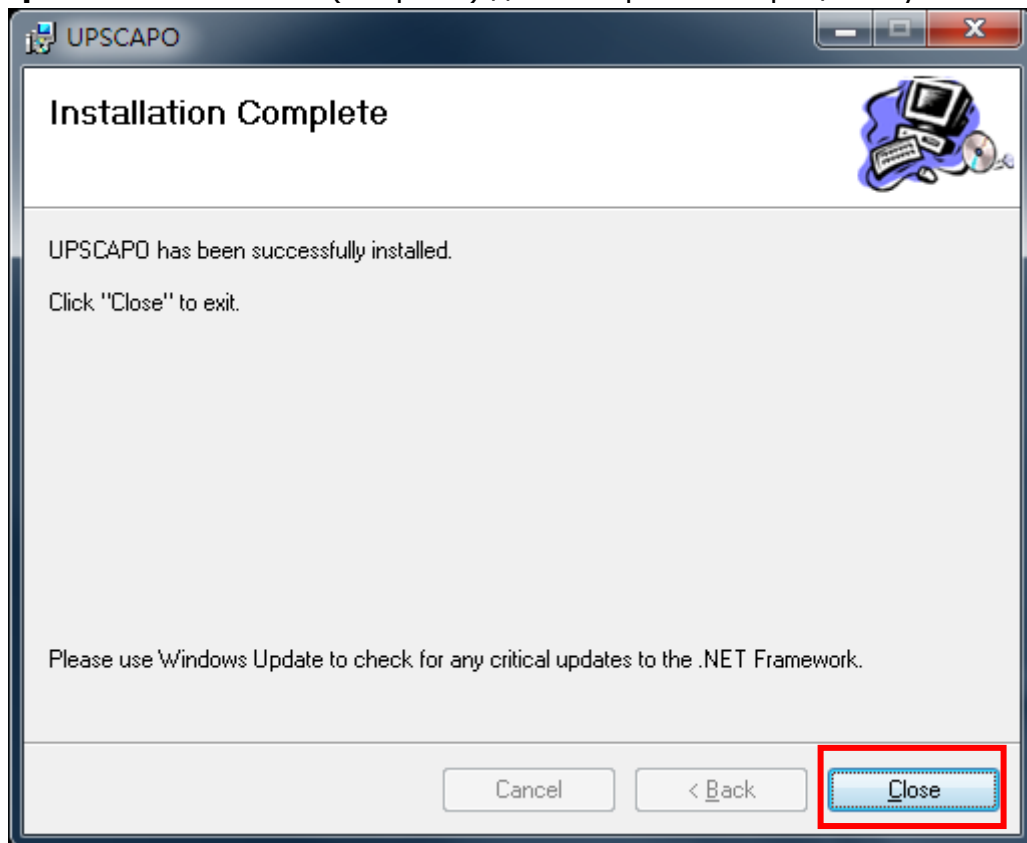 UPSCAPO
Installation Complete
UPSCAPO has been successfully installed.
Click "Close" to exit.
Please use Windows Update to check for any critical updates to the .NET Framework.
Cancel
< Back
Close